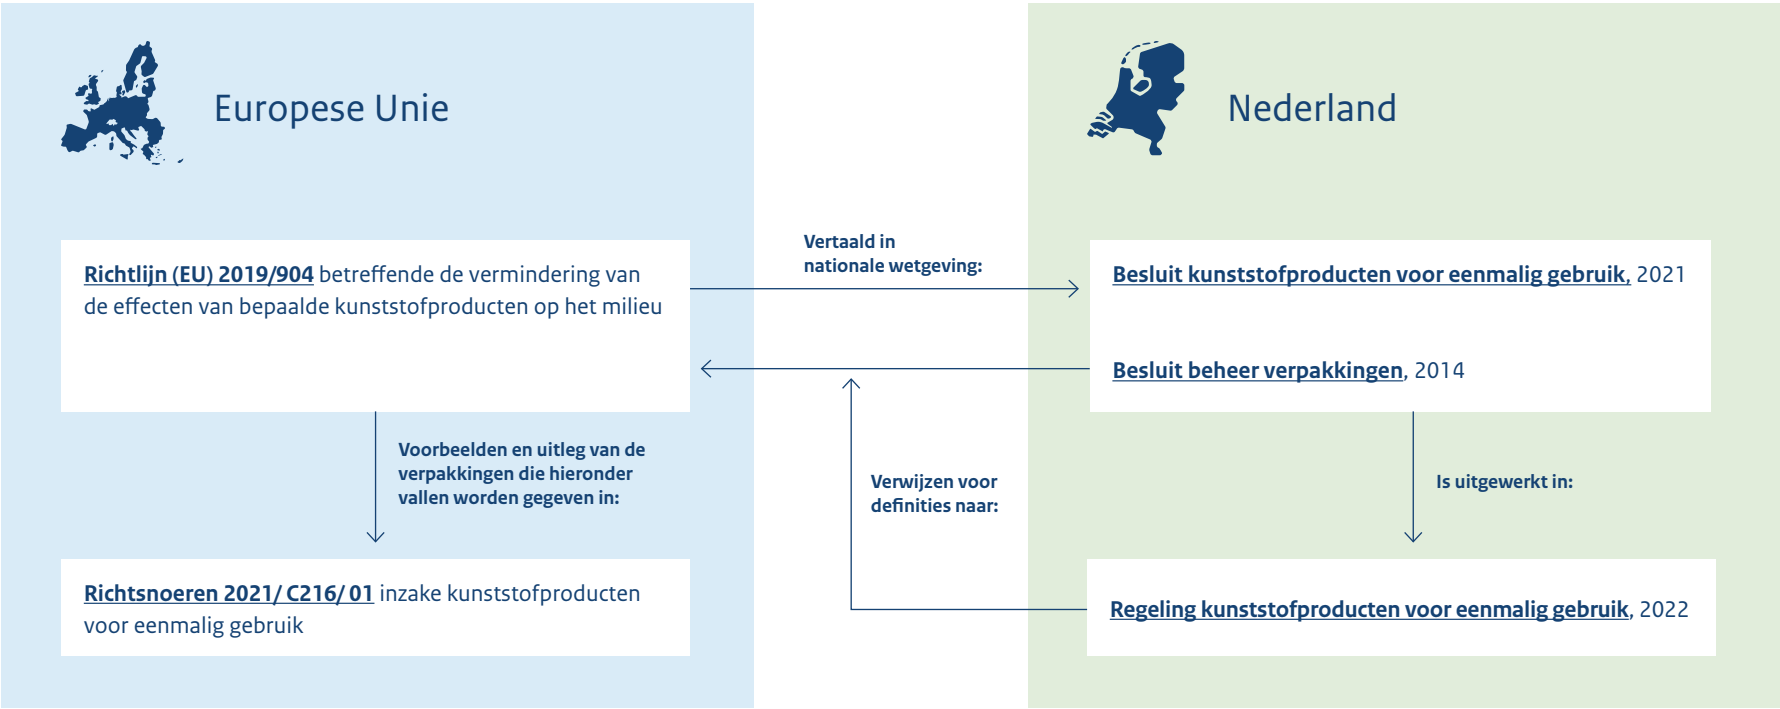 Europese Unie
Richtlijn (EU) 2019/904 betreffende de vermindering van
de effecten van bepaalde kunststofproducten op het milieu
Voorbeelden en uitleg van de
verpakkingen die hieronder
vallen worden gegeven in:
Richtsnoeren 2021/ C216/ 01 inzake kunststofproducten
voor eenmalig gebruik
Vertaald in
nationale wetgeving:
Verwijzen voor
definities naar:
Nederland
Besluit kunststofproducten voor eenmalig gebruik, 2021
Besluit beheer verpakkingen, 2014
Is uitgewerkt in:
Regeling kunststofproducten voor eenmalig gebruik, 2022